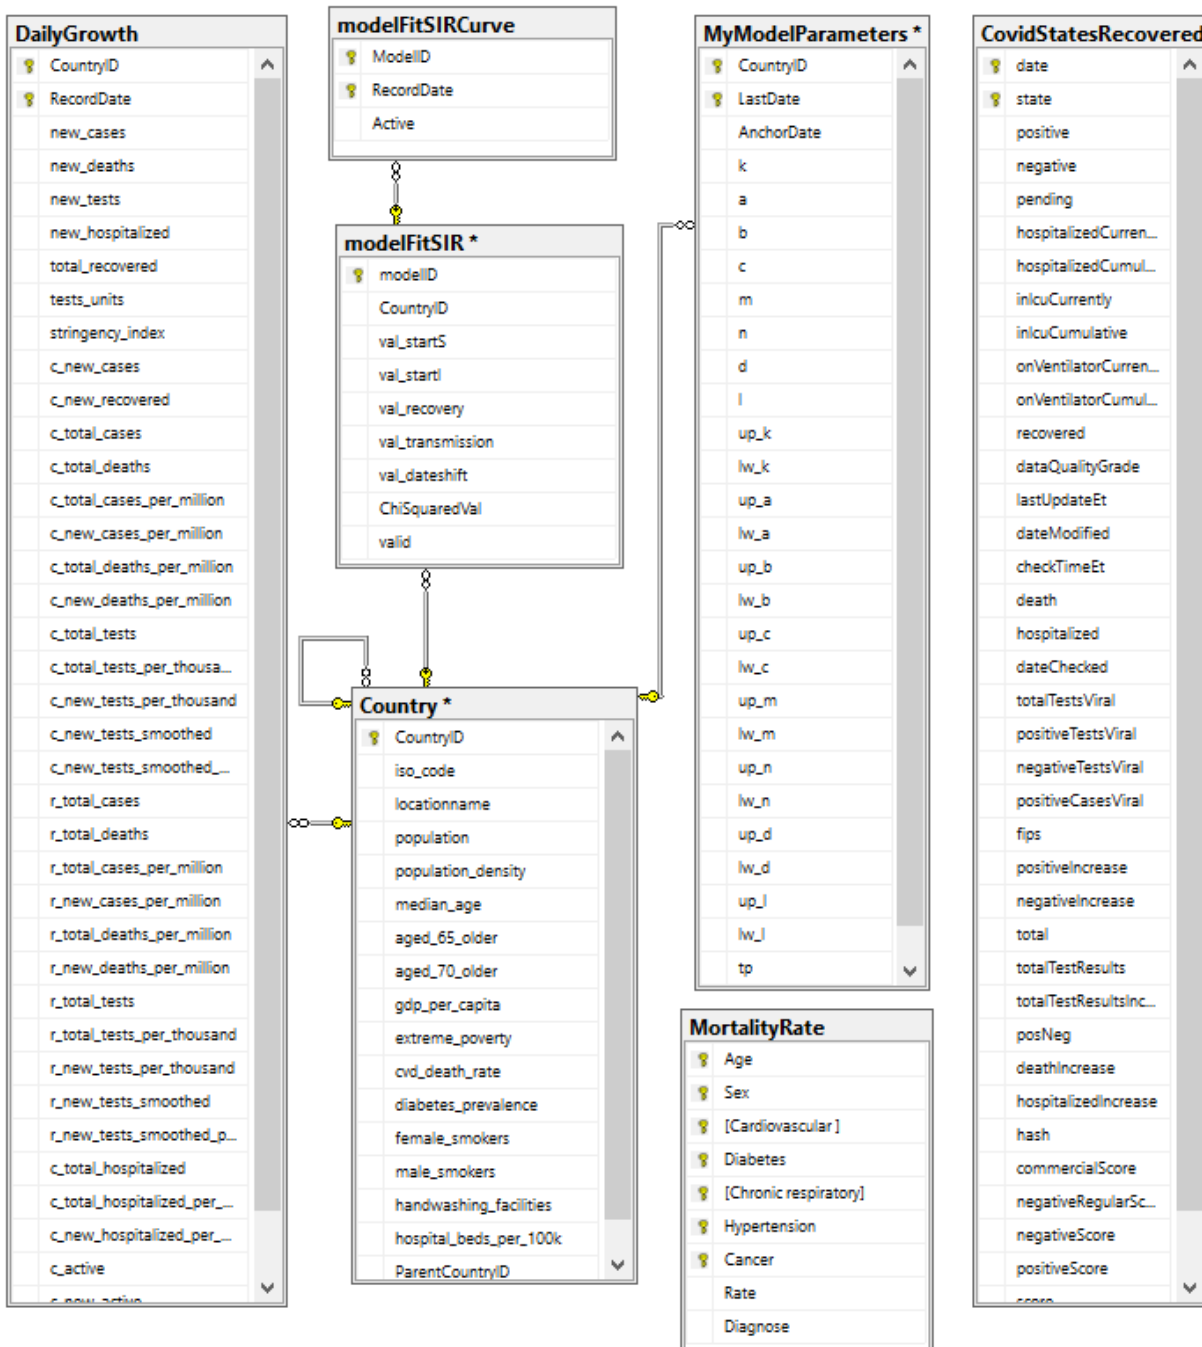 DailyGrowth
CountryID
RecordDate
new_cases
new_deaths
new_tests
new_hospitalized
total_recovered
tests_units
stringency_index
c_new_cases
c_new_recovered
c_total_cases
c_total_deaths
c_total_cases_per_million
c_new_cases_per_million
c_total_deaths_per_million
c_new_deaths_per_million
c_total_tests
c_total_tests_per_thousa...
c_new_tests_per_thousand
c_new_tests_smoothed
c_new_tests_smoothed_...
r_total_cases
r_total_deaths
r_total_cases_per_million
r_new_cases_per_million
r_total_deaths_per_million
r_new_deaths_per_million
r_total_tests
r_total_tests_per_thousand
r_new_tests_per_thousand
r_new_tests_smoothed
r_new_tests_smoothed_p...
c_total_hospitalized
c_total_hospitalized_per_...
c_new_hospitalized_per_...
c_active
c_new_active
modelFitSIRCurve
ModelID
RecordDate
Active
modelFitSIR *
modelID
CountryID
val_startS
val_startI
val_recovery
val_transmission
val_dateshift
ChiSquaredVal
valid
Country *
CountryID
iso_code
locationname
population
population_density
median_age
aged_65_older
aged_70_older
gdp_per_capita
extreme_poverty
cvd_death_rate
diabetes_prevalence
female_smokers
male_smokers
handwashing_facilities
hospital_beds_per_100k
ParentCountryID
MyModelParameters *
CountryID
LastDate
AnchorDate
k
a
b
c
m
n
d
l
up_k
lw_k
up_a
lw_a
up_b
lw_b
up_c
lw_c
up_m
lw_m
up_n
lw_n
up_d
lw_d
up_l
lw_l
tp
MortalityRate
Age
Sex
[Cardiovascular ]
Diabetes
[Chronic respiratory]
Hypertension
Cancer
Rate
Diagnose
CovidStatesRecovered
date
state
positive
negative
pending
hospitalizedCurren...
hospitalizedCumul...
inIcuCurrently
inIcuCumulative
onVentilatorCurren...
onVentilatorCumul...
recovered
dataQualityGrade
lastUpdateEt
dateModified
checkTimeEt
death
hospitalized
dateChecked
totalTestsViral
positiveTestsViral
negativeTestsViral
positiveCasesViral
fips
positiveIncrease
negativeIncrease
total
totalTestResults
totalTestResultsInc...
posNeg
deathIncrease
hospitalizedIncrease
hash
commercialScore
negativeRegularSc...
negativeScore
positiveScore
score